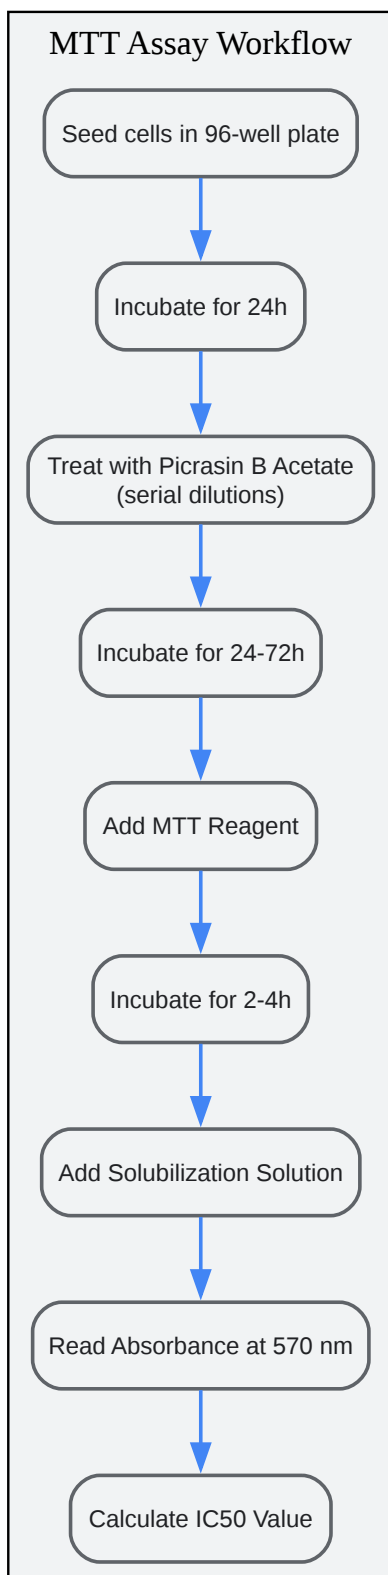 MTT Assay Workflow
Seed cells in 96-well plate
Incubate for 24h
Treat with Picrasin B Acetate
(serial dilutions)
Incubate for 24-72h
Add MTT Reagent
Incubate for 2-4h
Add Solubilization Solution
Read Absorbance at 570 nm
Calculate IC50 Value